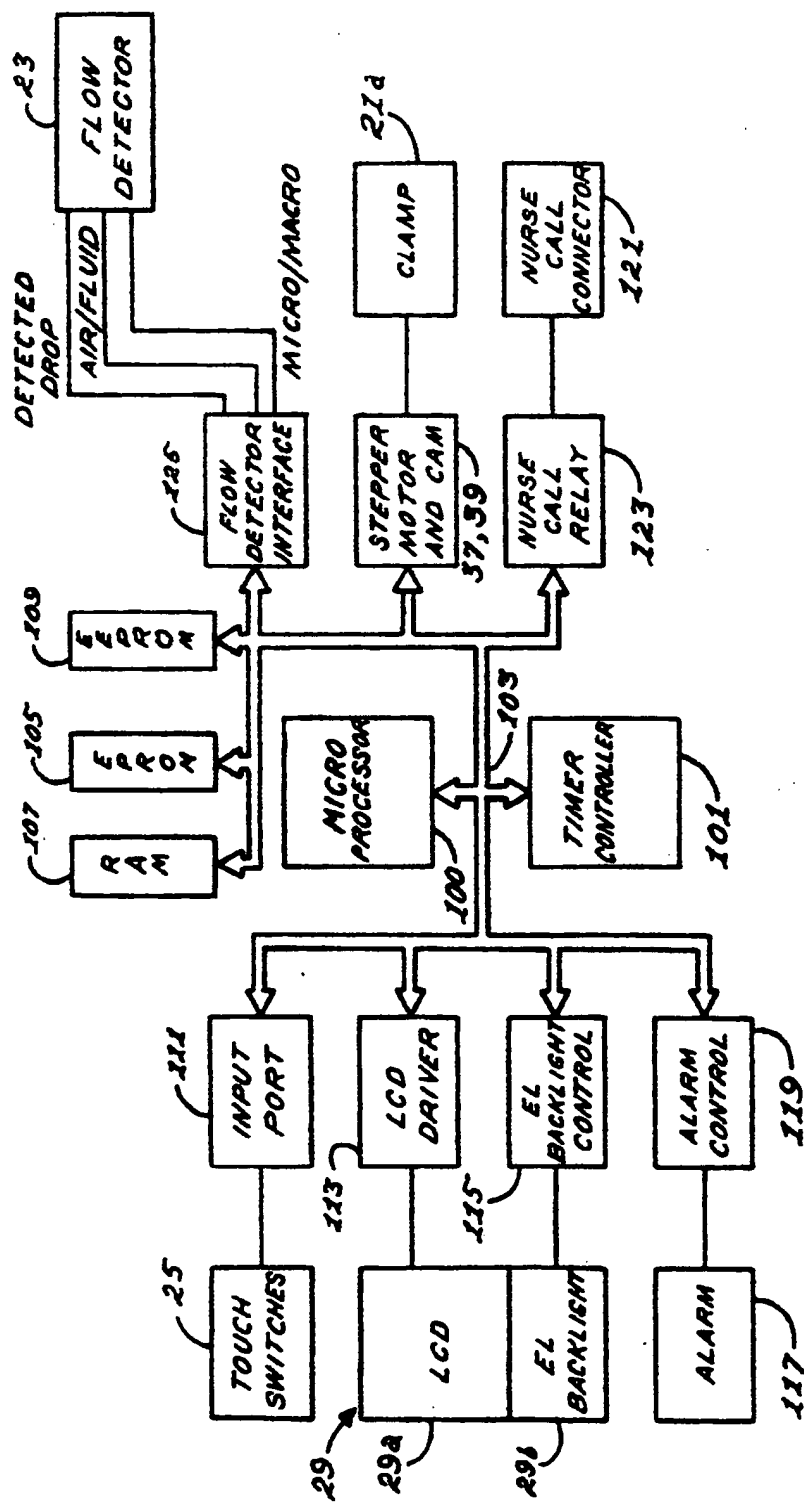 107
RAM
105
EPROM
109
EEPROM
23
FLOW
DETECTOR
DETECTED
DROP
AIR/FLUID
MICRO/MACRO
125
FLOW
DETECTOR
INTERFACE
25
TOUCH
SWITCHES
111
INPUT
PORT
29
29a
LCD
113
LCD
DRIVER
MICRO
PROCESSOR
100
STEPPER
MOTOR
AND CAM
37,39
CLAMP
21a
29b
EL
BACKLIGHT
115
EL
BACKLIGHT
CONTROL
103
TIMER
CONTROLLER
101
NURSE
CALL
RELAY
123
NURSE
CALL
CONNECTOR
121
ALARM
117
ALARM
CONTROL
119